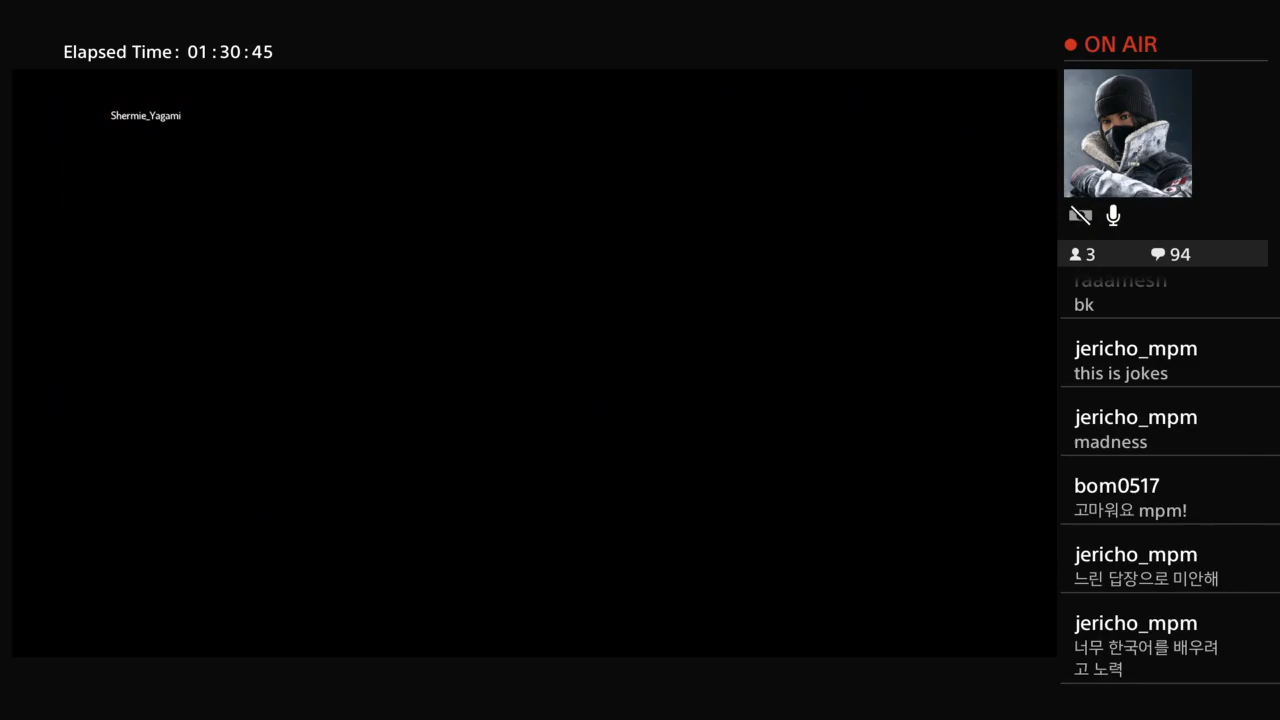 Elapsed Time: 01:30:45
ON AIR
Shermie_Yagami
3 94
raaamesh
bk
jericho_mpm
this is jokes
jericho_mpm
madness
bom0517
고마워요 mpm!
jericho_mpm
느린 답장으로 미안해
jericho_mpm
너무 한국어를 배우려
고 노력